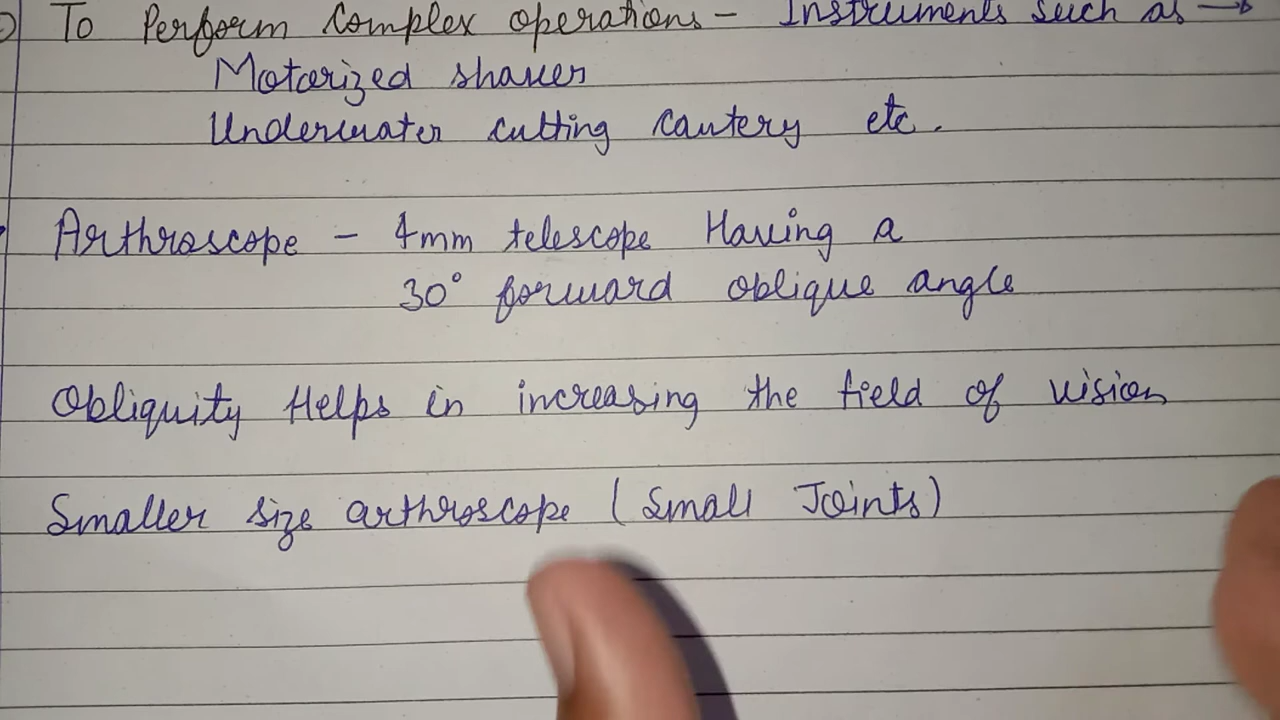 To Perform Complex operations - Instruments such as →
Motorized shaver
Underwater cutting cautery etc.
Arthroscope - 4mm telescope Having a
30° forward oblique angle
Obliquity Helps in increasing the field of vision
Smaller size arthroscope (Small Joints)